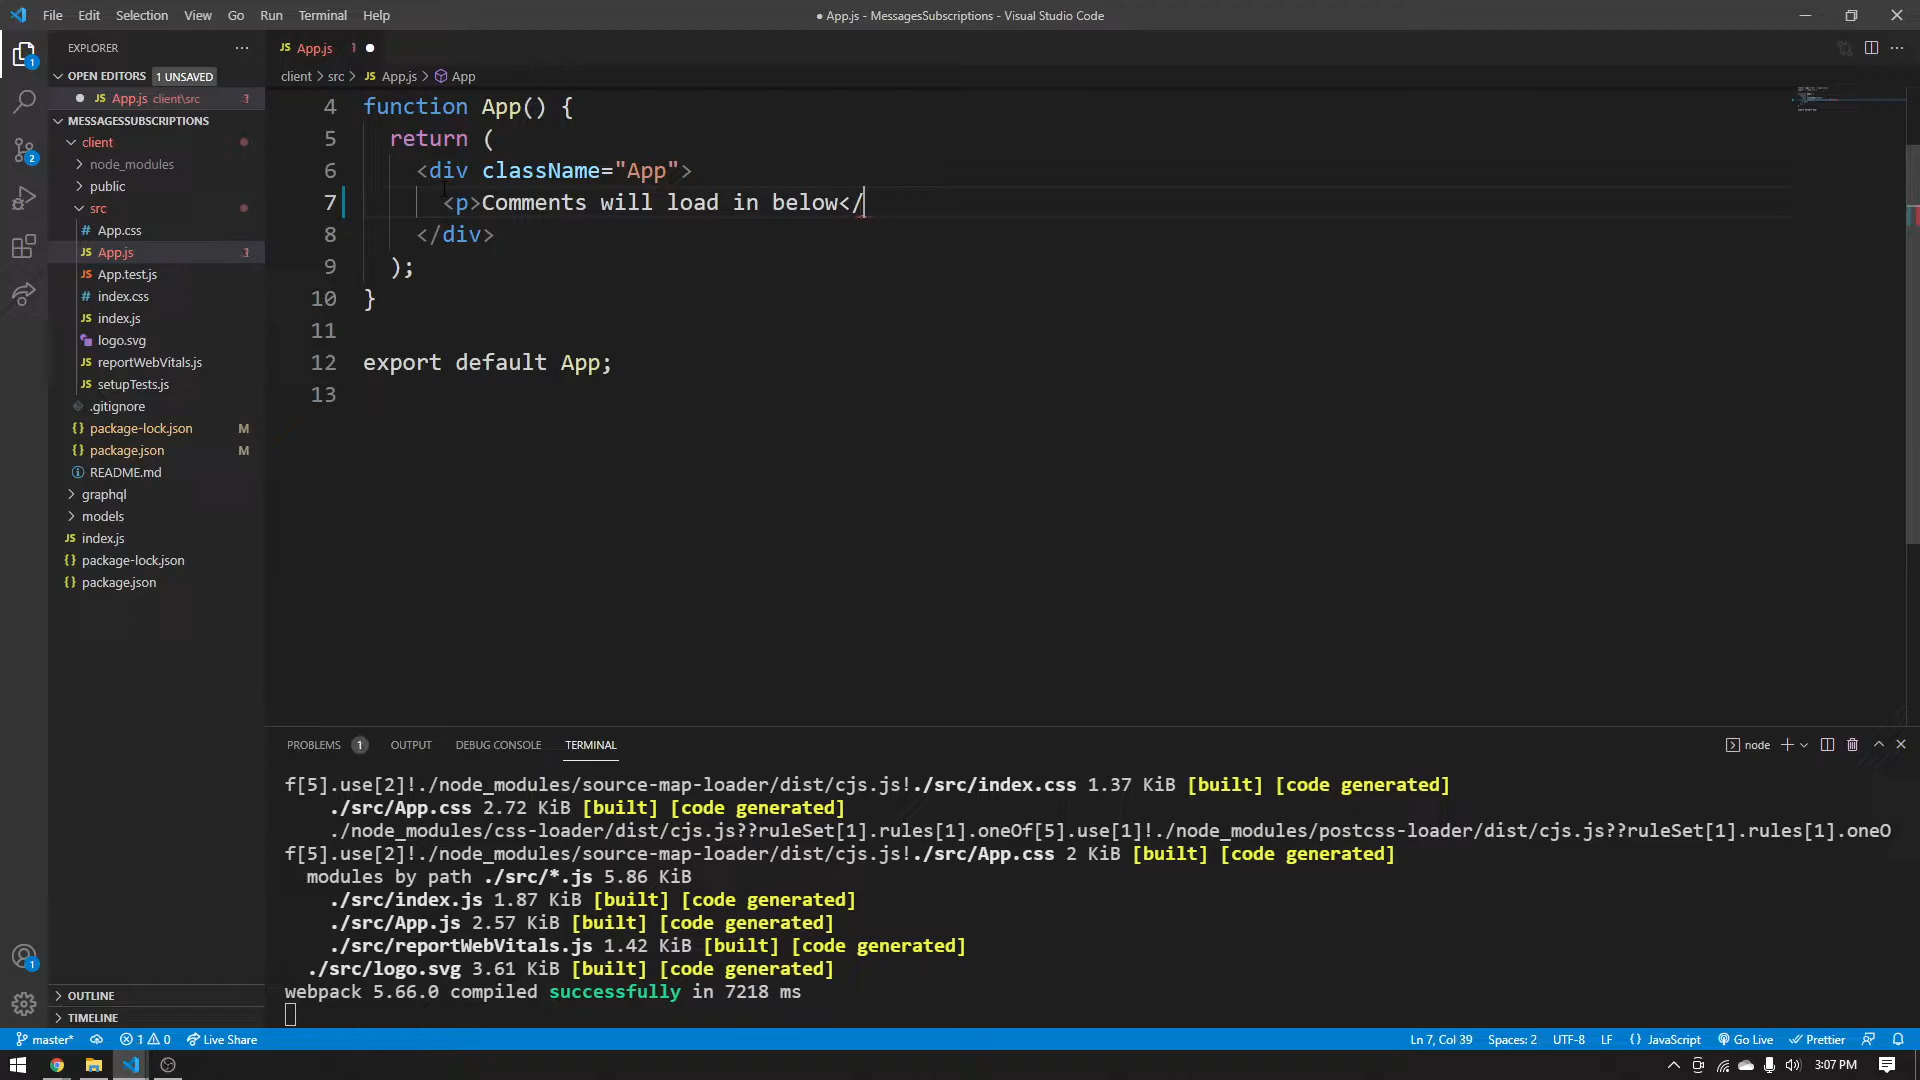 File Edit Selection View Go Run Terminal Help
● App.js - MessagesSubscriptions - Visual Studio Code
EXPLORER
OPEN EDITORS 1 UNSAVED
App.js client\src 1
MESSAGESSUBSCRIPTIONS
client
node_modules
public
src
App.css
App.js 1
App.test.js
index.css
index.js
logo.svg
reportWebVitals.js
setupTests.js
.gitignore
package-lock.json M
package.json M
README.md
graphql
models
index.js
package-lock.json
package.json
OUTLINE
TIMELINE
1
2
1
JS App.js 1
client > src > JS App.js > App
4 function App() {
5 return (
6 <div className="App">
7 <p>Comments will load in below</
8 </div>
9 );
10 }
11
12 export default App;
13
PROBLEMS 1 OUTPUT DEBUG CONSOLE TERMINAL
node
f[5].use[2]!./node_modules/source-map-loader/dist/cjs.js!./src/index.css 1.37 KiB [built] [code generated]
./src/App.css 2.72 KiB [built] [code generated]
./node_modules/css-loader/dist/cjs.js??ruleSet[1].rules[1].oneOf[5].use[1]!./node_modules/postcss-loader/dist/cjs.js??ruleSet[1].rules[1].oneO
f[5].use[2]!./node_modules/source-map-loader/dist/cjs.js!./src/App.css 2 KiB [built] [code generated]
modules by path ./src/*.js 5.86 KiB
./src/index.js 1.87 KiB [built] [code generated]
./src/App.js 2.57 KiB [built] [code generated]
./src/reportWebVitals.js 1.42 KiB [built] [code generated]
./src/logo.svg 3.61 KiB [built] [code generated]
webpack 5.66.0 compiled successfully in 7218 ms
master* 1 0 Live Share
Ln 7, Col 39 Spaces: 2 UTF-8 LF {} JavaScript Go Live Prettier
3:07 PM